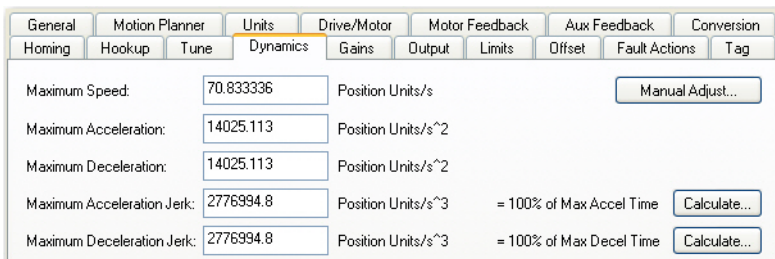 General Motion Planner Units Drive/Motor Motor Feedback Aux Feedback Conversion
Homing Hookup Tune Dynamics Gains Output Limits Offset Fault Actions Tag
Maximum Speed: 70.833336 Position Units/s Manual Adjust...
Maximum Acceleration: 14025.113 Position Units/s^2
Maximum Deceleration: 14025.113 Position Units/s^2
Maximum Acceleration Jerk: 2776994.8 Position Units/s^3 = 100% of Max Accel Time Calculate...
Maximum Deceleration Jerk: 2776994.8 Position Units/s^3 = 100% of Max Decel Time Calculate...